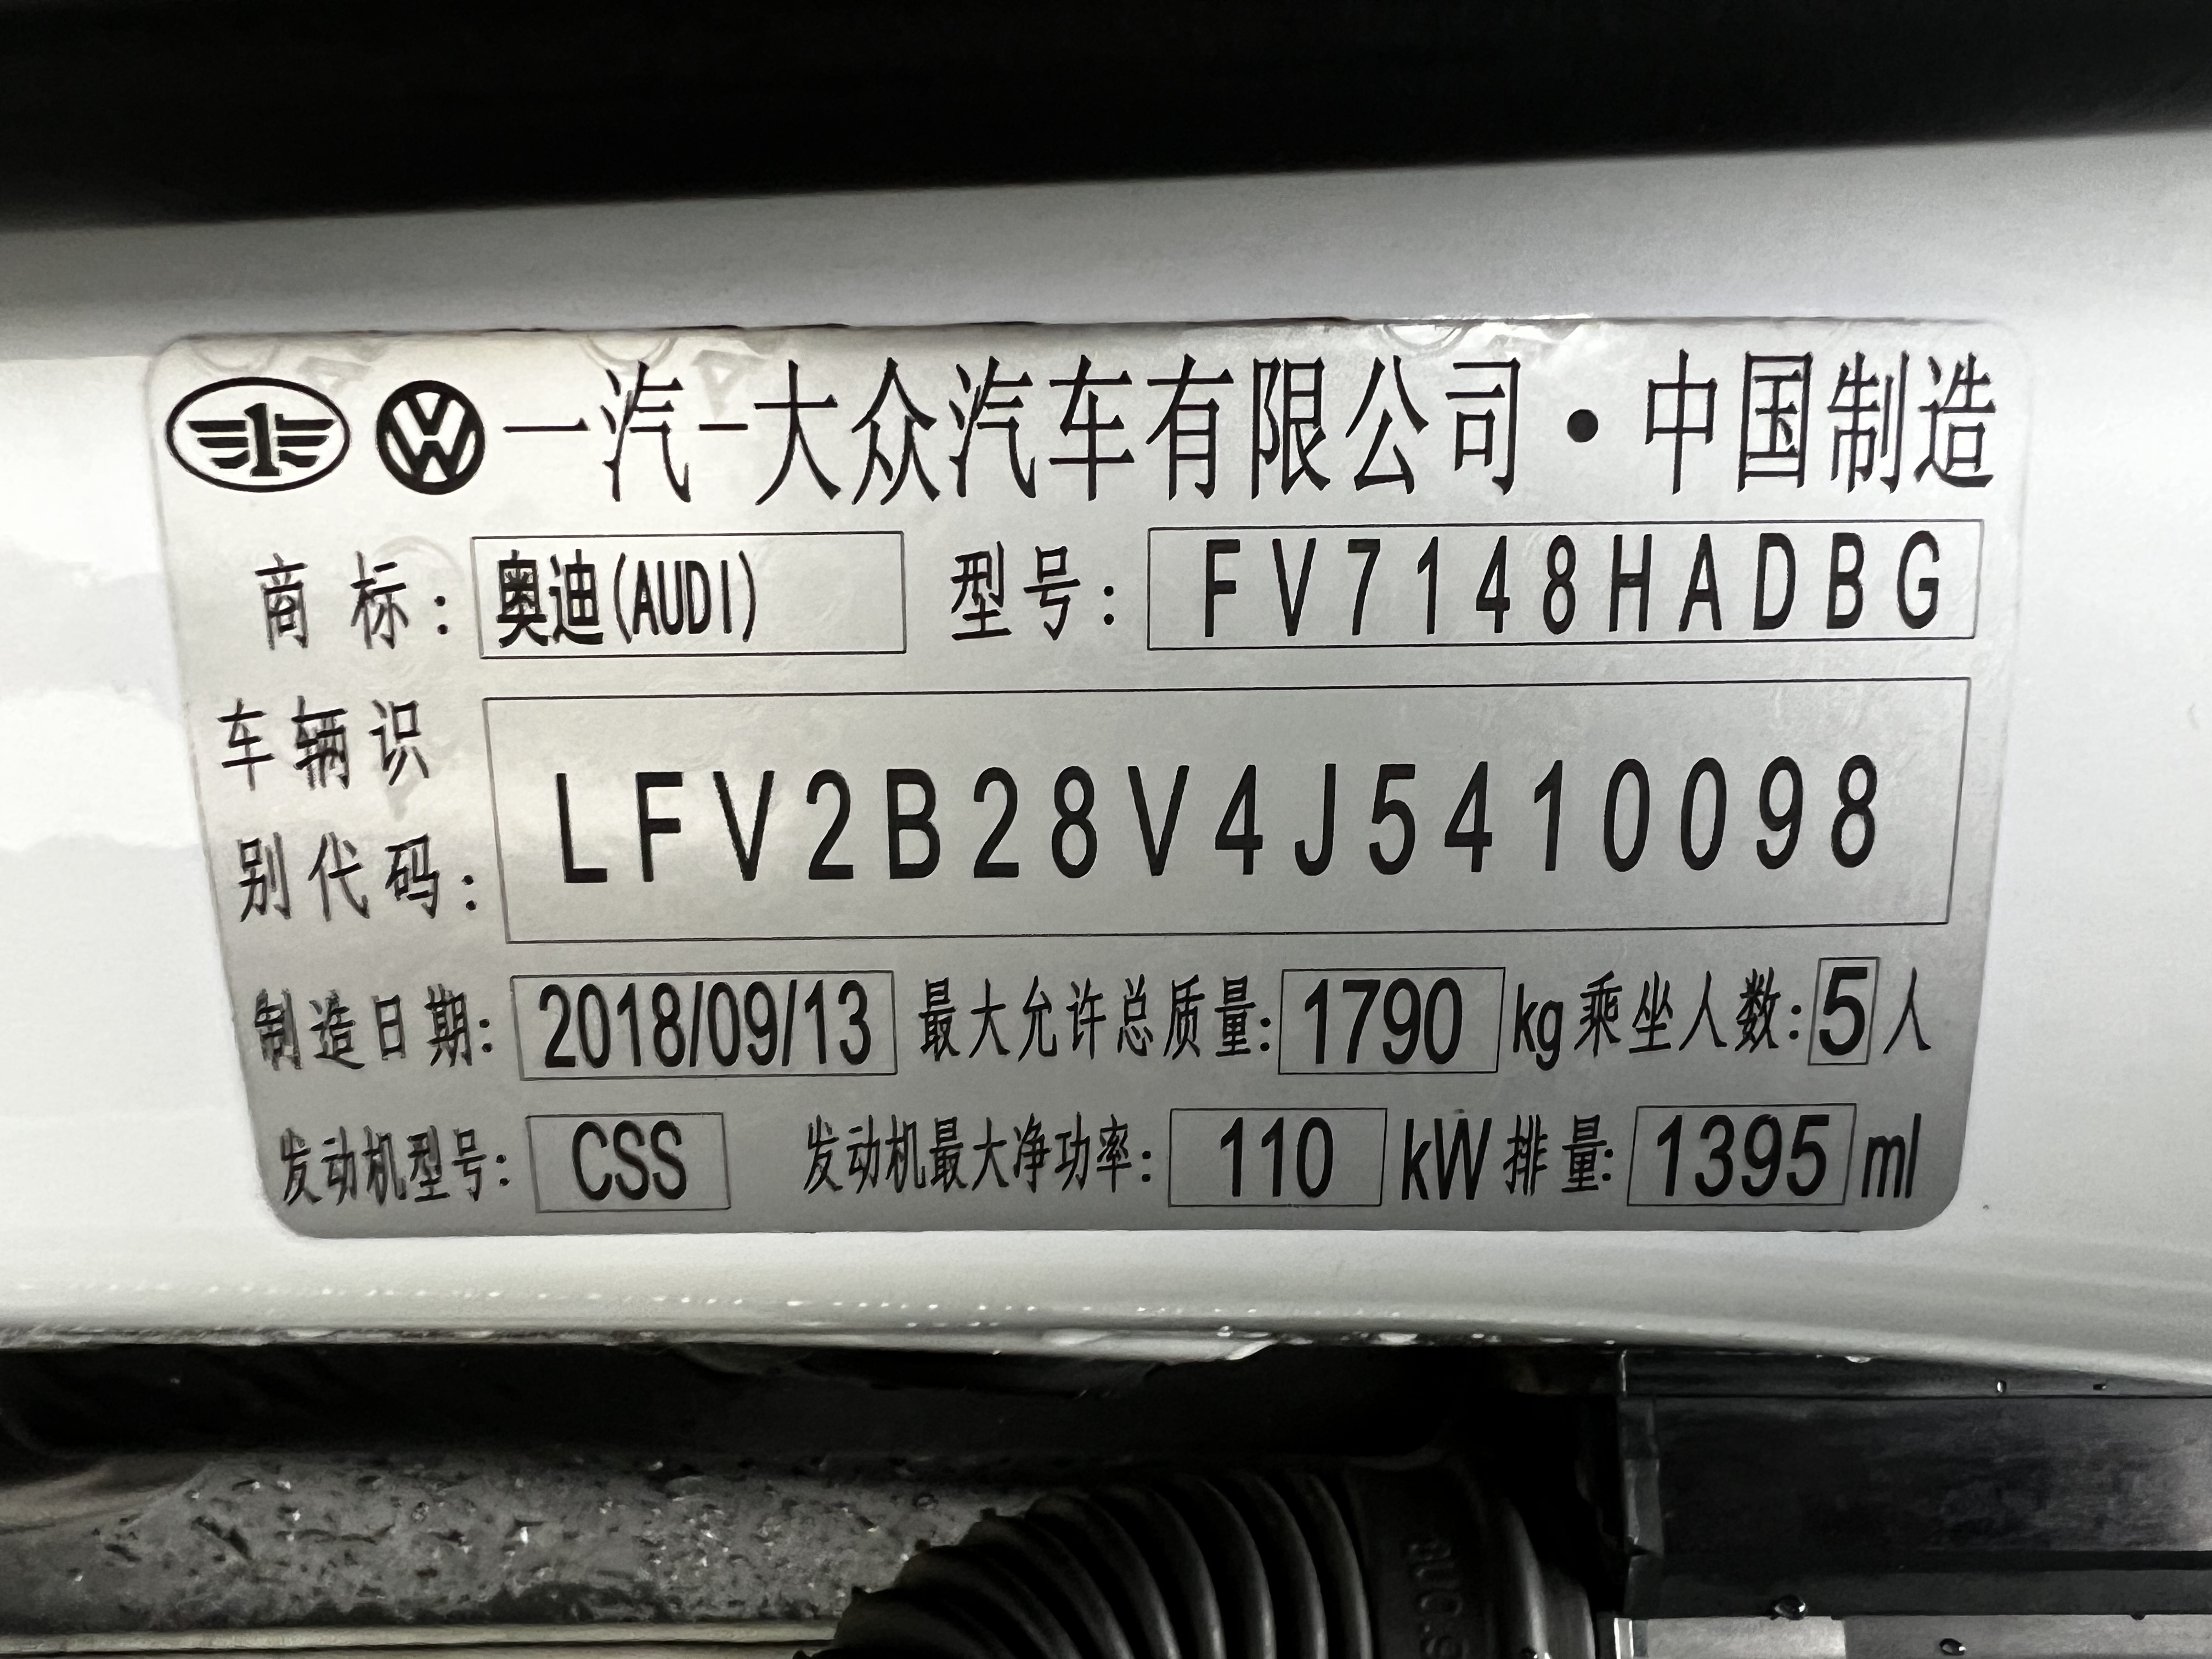 一汽-大众汽车有限公司·中国制造
商标: 奥迪(AUDI) 型号: FV7148HADBG
车辆识
别代码: LFV2B28V4J5410098
制造日期: 2018/09/13 最大允许总质量: 1790 kg 乘坐人数: 5 人
发动机型号: CSS 发动机最大净功率: 110 kW 排量: 1395 ml